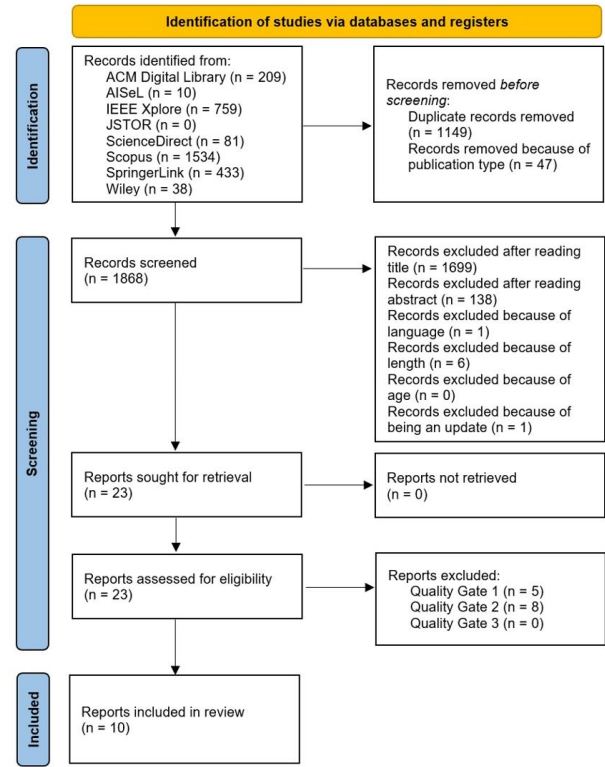 Identification of studies via databases and registers
Identification
Records identified from:
ACM Digital Library (n = 209)
AISeL (n = 10)
IEEE Xplore (n = 759)
JSTOR (n = 0)
ScienceDirect (n = 81)
Scopus (n = 1534)
SpringerLink (n = 433)
Wiley (n = 38)
Records removed before
screening:
Duplicate records removed
(n = 1149)
Records removed because of
publication type (n = 47)
Screening
Records screened
(n = 1868)
Records excluded after reading
title (n = 1699)
Records excluded after reading
abstract (n = 138)
Records excluded because of
language (n = 1)
Records excluded because of
length (n = 6)
Records excluded because of
age (n = 0)
Records excluded because of
being an update (n = 1)
Reports sought for retrieval
(n = 23)
Reports not retrieved
(n = 0)
Reports assessed for eligibility
(n = 23)
Reports excluded:
Quality Gate 1 (n = 5)
Quality Gate 2 (n = 8)
Quality Gate 3 (n = 0)
Included
Reports included in review
(n = 10)